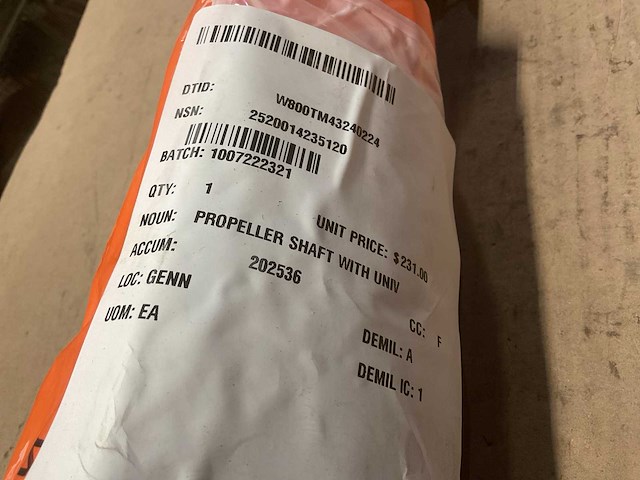 DTID: W800TM43240224
NSN: 2520014235120
BATCH: 1007222321
QTY: 1
UNIT PRICE: $231.00
NOUN: PROPELLER SHAFT WITH UNIV
ACCUM: 202536
LOC: GENN
UOM: EA
CC: F
DEMIL: A
DEMIL IC: 1